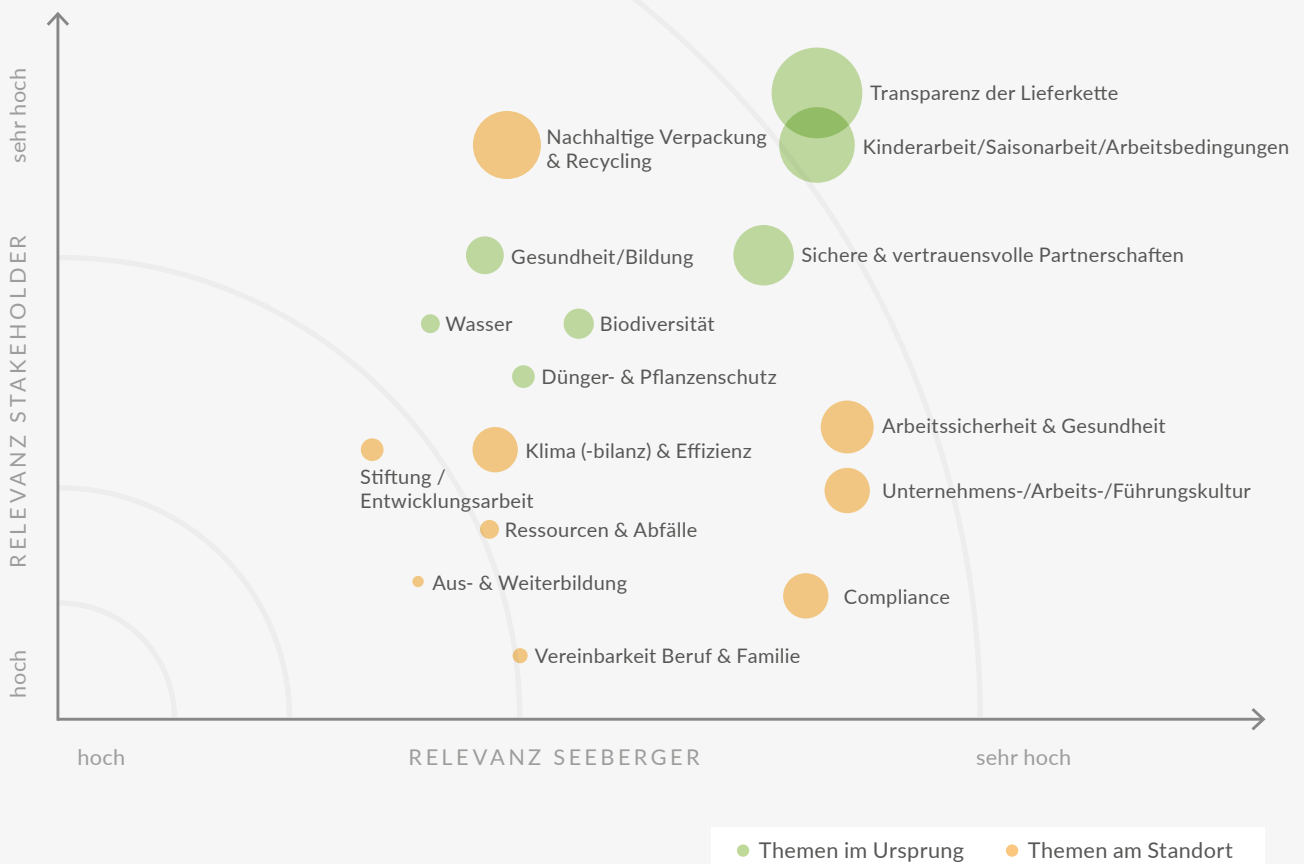 sehr hoch
RELEVANZ STAKEHOLDER
hoch
Transparenz der Lieferkette
Nachhaltige Verpackung
& Recycling
Kinderarbeit/Saisonarbeit/Arbeitsbedingungen
Gesundheit/Bildung
Sichere & vertrauensvolle Partnerschaften
Wasser
Biodiversität
Dünger- & Pflanzenschutz
Arbeitssicherheit & Gesundheit
Klima (-bilanz) & Effizienz
Stiftung /
Entwicklungsarbeit
Unternehmens-/Arbeits-/Führungskultur
Ressourcen & Abfälle
Aus- & Weiterbildung
Compliance
Vereinbarkeit Beruf & Familie
hoch
RELEVANZ SEEBERGER
sehr hoch
Themen im Ursprung
Themen am Standort